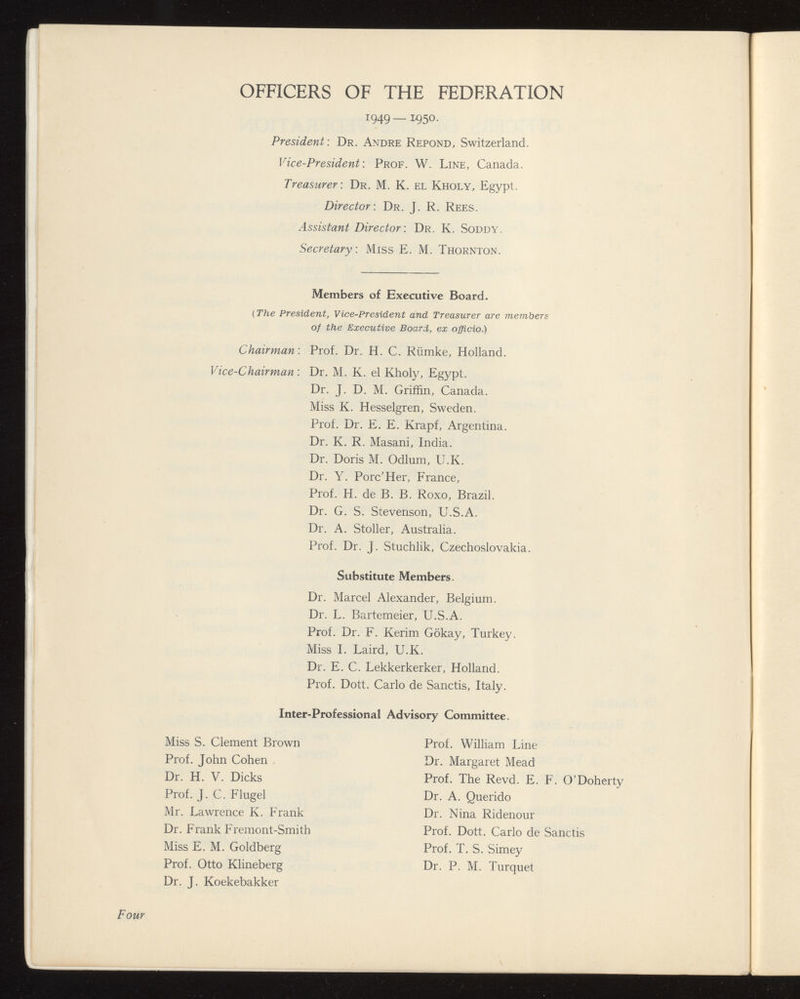 OFFICERS OF THE FEDERATION
1949 — 1950.
President: DR. ANDRE REPOND, Switzerland.
Vice-President: PROF. W. LINE, Canada.
Treasurer: DR. M. K. EL KHOLY, Egypt.
Director: DR. J. R. REES.
Assistant Director: DR. K. SODDY.
Secretary: MISS E. M. THORNTON.
Members of Executive Board.
(The President, Vice-President and Treasurer are members
of the Executive Board, ex officio.)
Chairman: Prof. Dr. H. C. Rümke, Holland.
Vice-Chairman: Dr. M. K. el Kholy, Egypt.
Dr. J. D. M. Griffin, Canada.
Miss K. Hesselgren, Sweden.
Prof. Dr. E. E. Krapf, Argentina.
Dr. K. R. Masani, India.
Dr. Doris M. Odlum, U.K.
Dr. Y. Porc'Her, France,
Prof. H. de B. B. Roxo, Brazil.
Dr. G. S. Stevenson, U.S.A.
Dr. A. Stoller, Australia.
Prof. Dr. J. Stuchlik, Czechoslovakia.
Substitute Members.
Dr. Marcel Alexander, Belgium.
Dr. L. Bartemeier, U.S.A.
Prof. Dr. F. Kerim Gökay, Turkey.
Miss I. Laird, U.K.
Dr. E. C. Lekkerkerker, Holland.
Prof. Dott. Carlo de Sanctis, Italy.
Inter-Professional Advisory Committee.
Miss S. Clement Brown
Prof. John Cohen
Dr. H. V. Dicks
Prof. J. C. Flugel
Mr. Lawrence K. Frank
Dr. Frank Fremont-Smith
Miss E. M. Goldberg
Prof. Otto Klineberg
Dr. J. Koekebakker
Prof. William Line
Dr. Margaret Mead
Prof. The Revd. E. F. O'Doherty
Dr. A. Querido
Dr. Nina Ridenour
Prof. Dott. Carlo de Sanctis
Prof. T. S. Simey
Dr. P. M. Turquet
Four